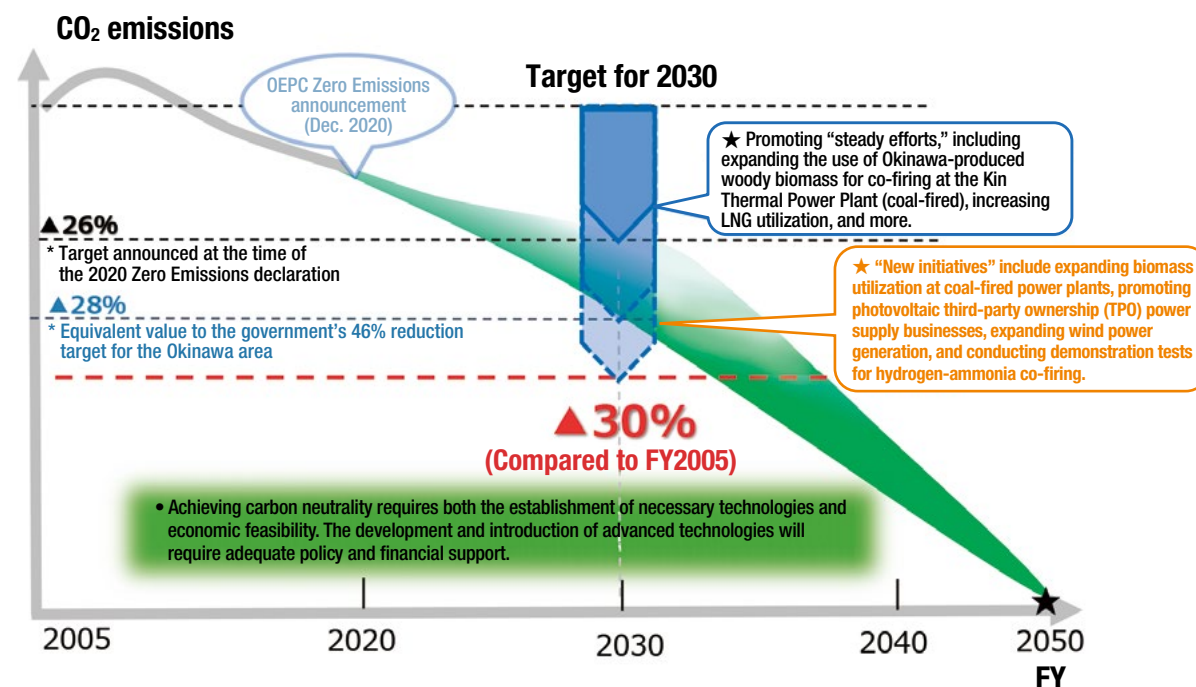 CO₂ emissions
OEPC Zero Emissions
announcement
(Dec. 2020)
Target for 2030
★ Promoting “steady efforts,” including
expanding the use of Okinawa-produced
woody biomass for co-firing at the Kin
Thermal Power Plant (coal-fired), increasing
LNG utilization, and more.
▲26%
* Target announced at the time of
the 2020 Zero Emissions declaration
★ “New initiatives” include expanding biomass
utilization at coal-fired power plants, promoting
photovoltaic third-party ownership (TPO) power
supply businesses, expanding wind power
generation, and conducting demonstration tests
for hydrogen-ammonia co-firing.
▲28%
* Equivalent value to the government’s 46% reduction
target for the Okinawa area
▲30%
(Compared to FY2005)
• Achieving carbon neutrality requires both the establishment of necessary technologies and
economic feasibility. The development and introduction of advanced technologies will
require adequate policy and financial support.
2005 2020 2030 2040 2050
FY